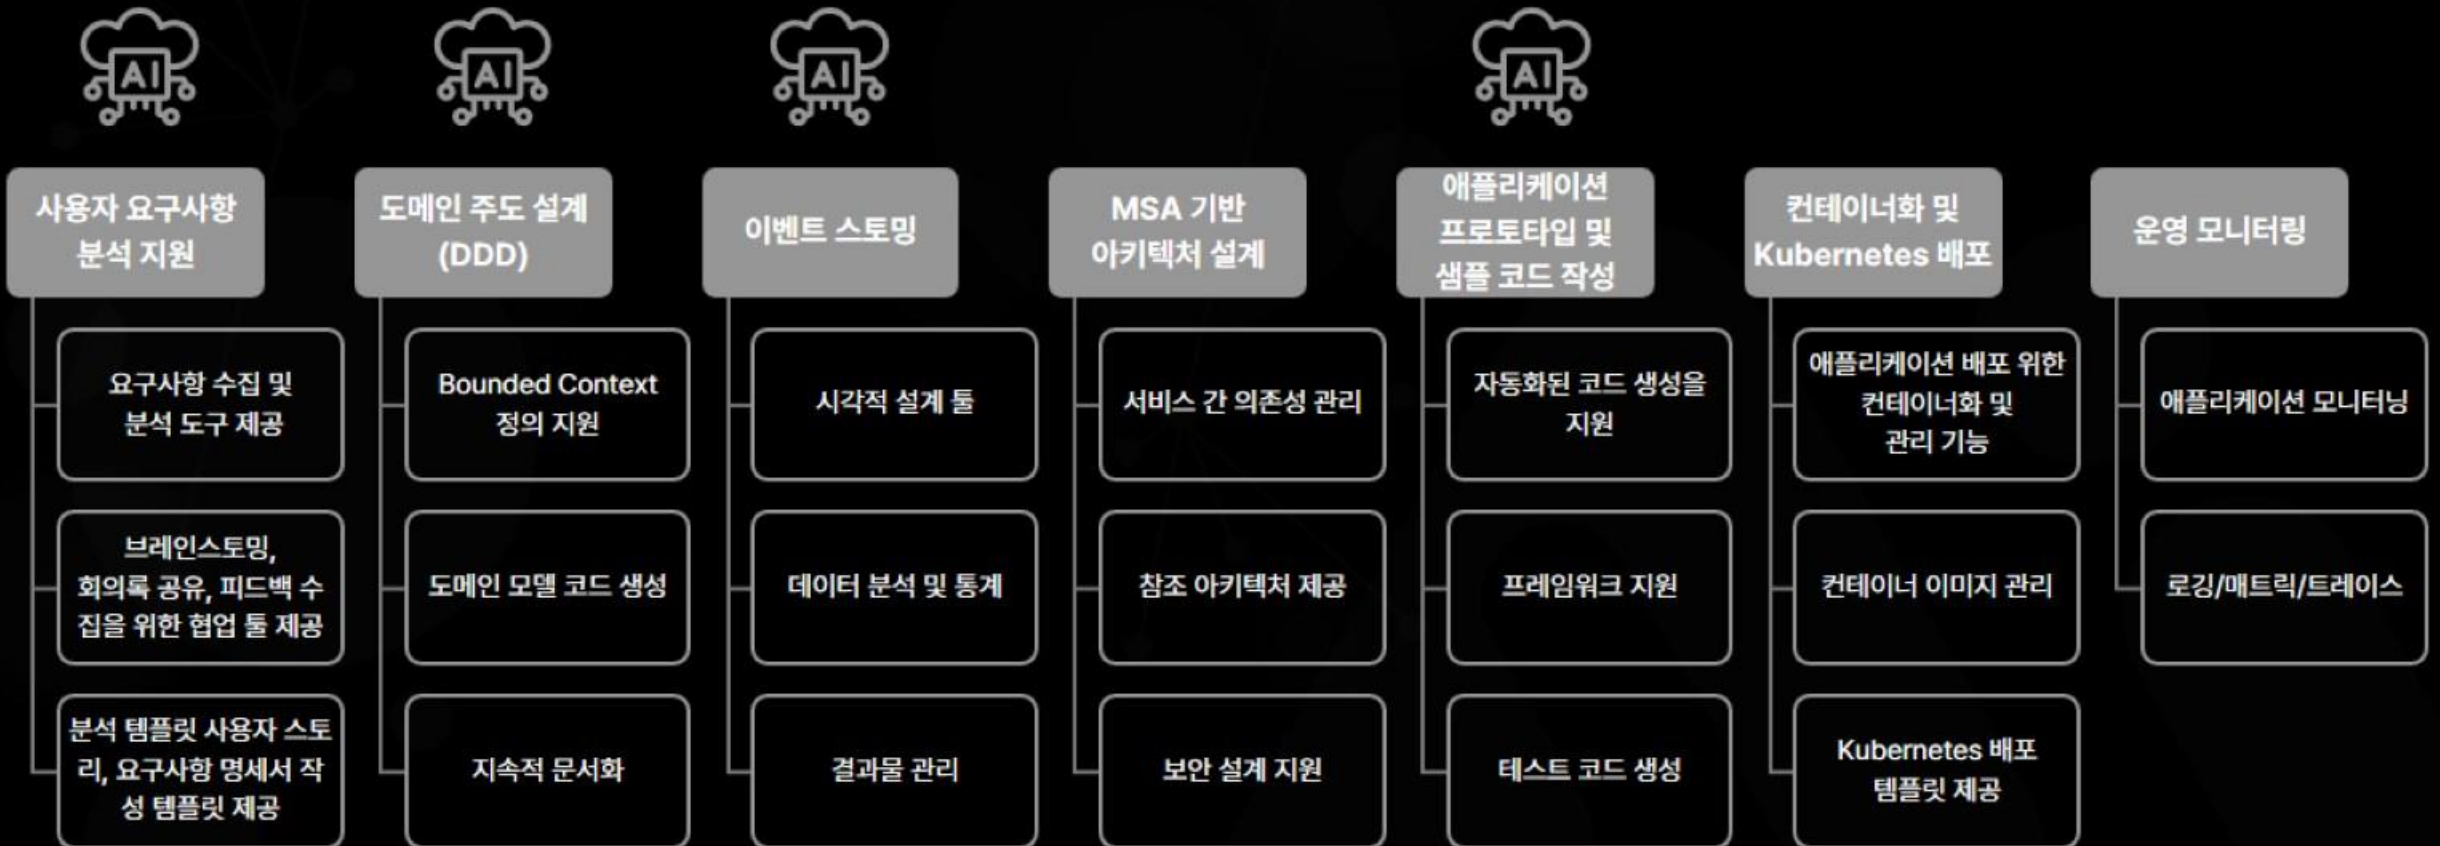 AI
AI
AI
AI
사용자 요구사항
분석 지원
요구사항 수집 및
분석 도구 제공
브레인스토밍,
회의록 공유, 피드백 수
집을 위한 협업 툴 제공
분석 템플릿 사용자 스토
리, 요구사항 명세서 작
성 템플릿 제공
도메인 주도 설계
(DDD)
Bounded Context
정의 지원
도메인 모델 코드 생성
지속적 문서화
이벤트 스토밍
시각적 설계 툴
데이터 분석 및 통계
결과물 관리
MSA 기반
아키텍처 설계
서비스 간 의존성 관리
참조 아키텍처 제공
보안 설계 지원
애플리케이션
프로토타입 및
샘플 코드 작성
자동화된 코드 생성을
지원
프레임워크 지원
테스트 코드 생성
컨테이너화 및
Kubernetes 배포
애플리케이션 배포 위한
컨테이너화 및
관리 기능
컨테이너 이미지 관리
Kubernetes 배포
템플릿 제공
운영 모니터링
애플리케이션 모니터닝
로깅/매트릭/트레이스